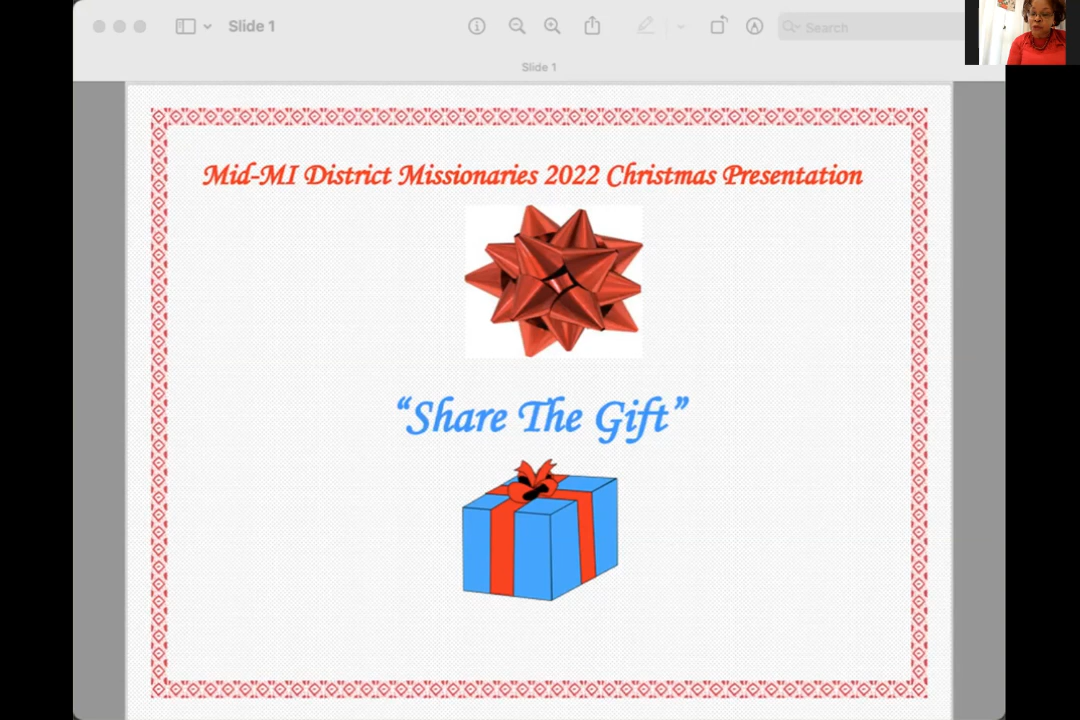 Slide 1
Search
Slide 1
Mid-MI District Missionaries 2022 Christmas Presentation
“Share The Gift”